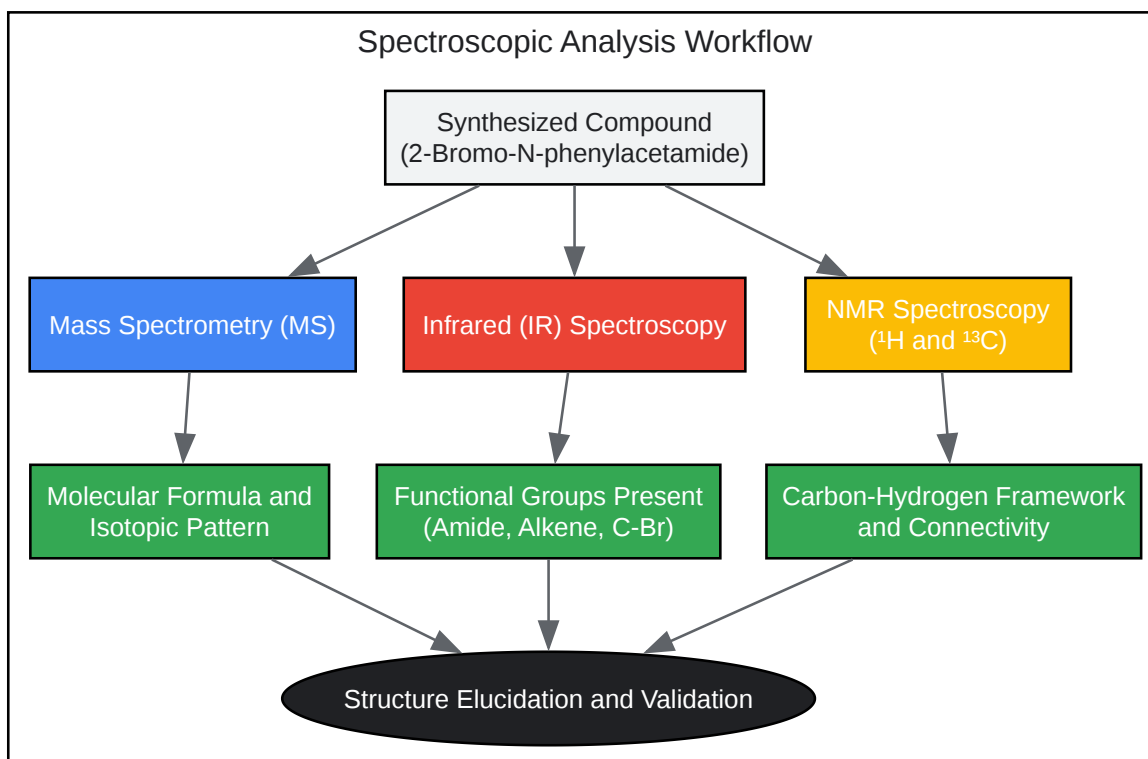 Spectroscopic Analysis Workflow
Synthesized Compound
(2-Bromo-N-phenylacetamide)
Mass Spectrometry (MS)
Infrared (IR) Spectroscopy
NMR Spectroscopy
(¹H and ¹³C)
Molecular Formula and
Isotopic Pattern
Functional Groups Present
(Amide, Alkene, C-Br)
Carbon-Hydrogen Framework
and Connectivity
Structure Elucidation and Validation